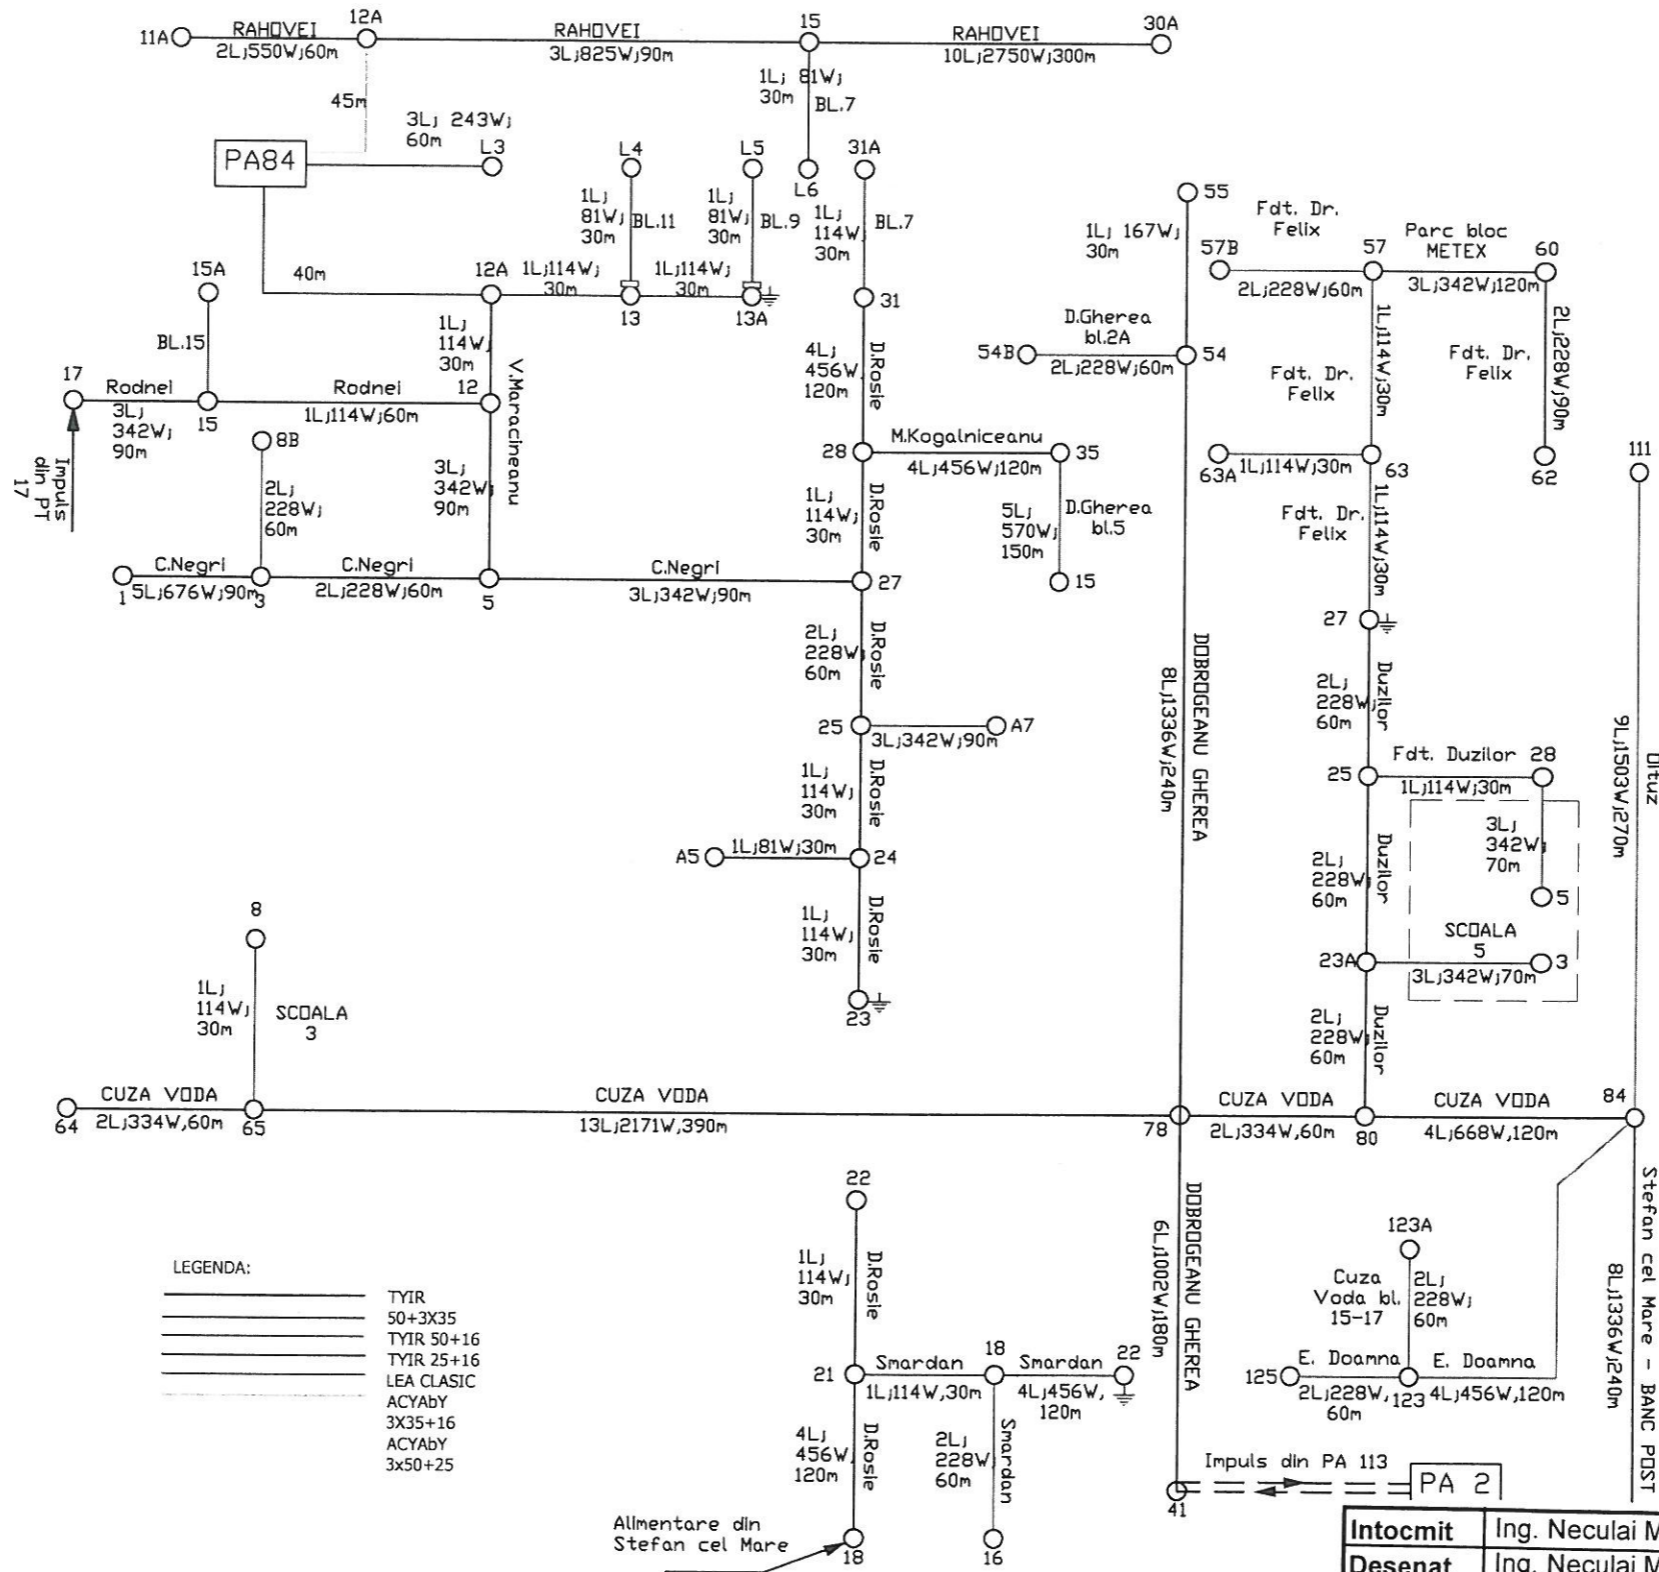 12A
15
30A
11A
RAHOVEI
2L;550W;60m
RAHOVEI
3L;825W;90m
RAHOVEI
10L;2750W;300m
45m
1L; 81W;
30m
BL.7
L6
PA84
3L; 243W;
60m
L3
L4
1L;
81W;
30m
BL.11
L5
1L;
81W;
30m
BL.9
31A
1L;
114W;
30m
BL.7
31
40m
12A
1L;114W;
30m
13
1L;114W;
30m
13A
15A
BL.15
17
Rodnei
3L;
342W;
90m
15
Rodnei
1L;114W;60m
12
1L;
114W;
30m
V.Maracineanu
3L;
342W;
90m
Impuls
din PT
17
8B
2L;
228W;
60m
C.Negri
5L;676W;90m
1
3
C.Negri
2L;228W;60m
5
C.Negri
3L;342W;90m
27
4L;
456W;
120m
D.Rosie
28
M.Kogalniceanu
4L;456W;120m
35
5L;
570W;
150m
D.Gherea
bl.5
15
1L;
114W;
30m
D.Rosie
2L;
228W;
60m
D.Rosie
25
3L;342W;90m
A7
1L;
114W;
30m
D.Rosie
A5
1L;81W;30m
24
1L;
114W;
30m
D.Rosie
23
55
1L; 167W;
30m
D.Gherea
bl.2A
54B
2L;228W;60m
54
DOBROGEANU GHEREA
8L;1336W;240m
Fdt. Dr.
Felix
57B
2L;228W;60m
57
Parc bloc
METEX
3L;342W;120m
60
2L;228W;90m
Fdt. Dr.
Felix
62
1L;114W;30m
Fdt. Dr.
Felix
63A
1L;114W;30m
63
1L;114W;30m
Fdt. Dr.
Felix
27
2L;
228W;
60m
Duzilor
25
Fdt. Duzilor
1L;114W;30m
28
3L;
342W;
70m
5
2L;
228W;
60m
Duzilor
SCOALA
5
23A
3L;342W;70m
3
2L;
228W;
60m
Duzilor
111
Oituz
9L;1503W;270m
8
1L;
114W;
30m
SCOALA
3
64
CUZA VODA
2L;334W,60m
65
CUZA VODA
13L;2171W,390m
78
CUZA VODA
2L;334W,60m
80
CUZA VODA
4L;668W,120m
84
22
1L;
114W;
30m
D.Rosie
21
Smardan
1L;114W,30m
18
Smardan
4L;456W,
120m
22
4L;
456W,
120m
D.Rosie
2L;
228W,
60m
Smardan
16
Alimentare din
Stefan cel Mare
18
DOBROGEANU GHEREA
6L;1002W;180m
41
Impuls din PA 113
PA 2
123A
Cuza
Voda bl.
15-17
2L;
228W;
60m
125
E. Doamna
2L;228W,
60m
123
E. Doamna
4L;456W,120m
Stefan cel Mare - BANC POST
8L;1336W;240m
LEGENDA:
TYIR
50+3X35
TYIR 50+16
TYIR 25+16
LEA CLASIC
ACYAbY
3X35+16
ACYAbY
3x50+25
Intocmit Ing. Neculai M
Desenat Ing. Neculai M